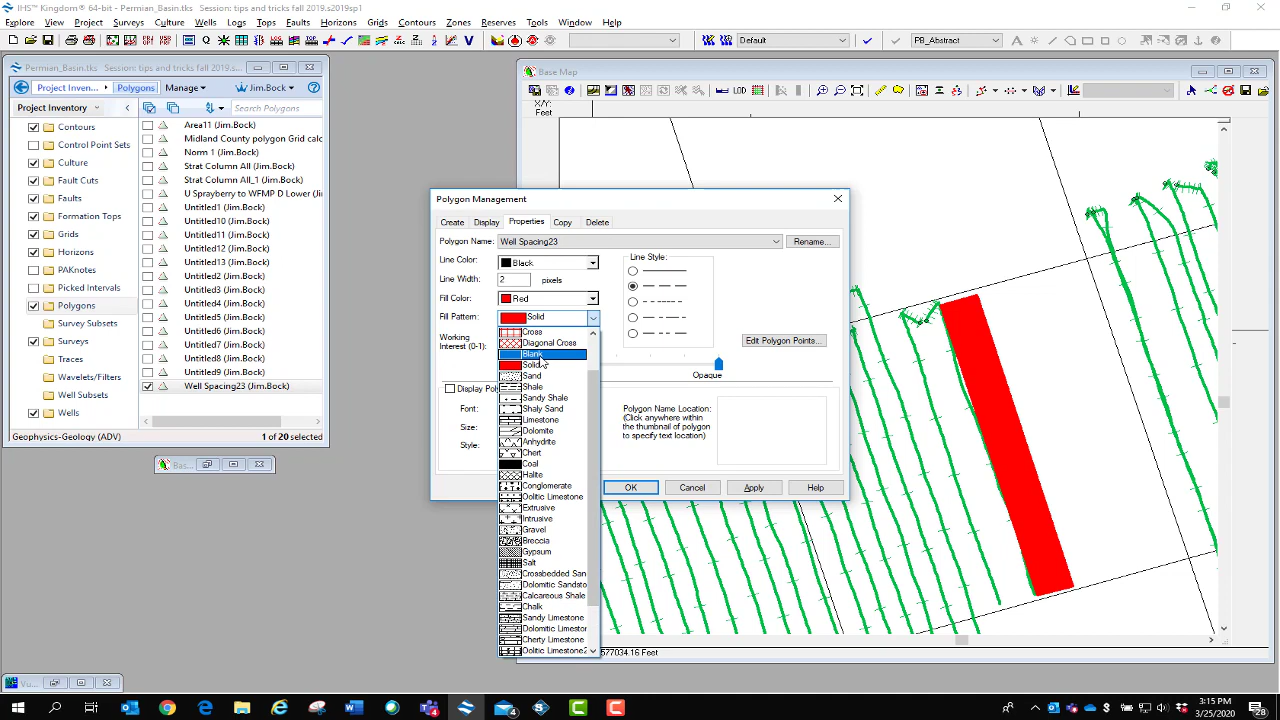 IHS™ Kingdom® 64-bit - Permian_Basin.tks Session: tips and tricks fall 2019.s2019sp1
Explore View Project Surveys Culture Wells Logs Tops Faults Horizons Grids Contours Zones Reserves Tools Window Help
Default PB_Abstract
Permian_Basin.tks Session: tips and tricks fall 2019.s...
Project Inven... Polygons Manage Jim.Bock
Project Inventory Search Polygons
Contours
Control Point Sets
Culture
Fault Cuts
Faults
Formation Tops
Grids
Horizons
PAKnotes
Picked Intervals
Polygons
Survey Subsets
Surveys
Traces
Wavelets/Filters
Well Subsets
Wells
Area11 (Jim.Bock)
Midland County polygon Grid calc
Norm 1 (Jim.Bock)
Strat Column All (Jim.Bock)
Strat Column All_1 (Jim.Bock)
U Sprayberry to WFMP D Lower (Jim
Untitled1 (Jim.Bock)
Untitled10 (Jim.Bock)
Untitled11 (Jim.Bock)
Untitled12 (Jim.Bock)
Untitled13 (Jim.Bock)
Untitled2 (Jim.Bock)
Untitled3 (Jim.Bock)
Untitled4 (Jim.Bock)
Untitled5 (Jim.Bock)
Untitled6 (Jim.Bock)
Untitled7 (Jim.Bock)
Untitled8 (Jim.Bock)
Untitled9 (Jim.Bock)
Well Spacing23 (Jim.Bock)
Geophysics-Geology (ADV) 1 of 20 selected
Bas...
Base Map
LOD
X/Y:
Feet
Polygon Management
Create Display Properties Copy Delete
Polygon Name: Well Spacing23 Rename...
Line Color: Black
Line Width: 2 pixels
Fill Color: Red
Fill Pattern: Solid
Working
Interest (0-1):
Line Style:
Edit Polygon Points...
Opaque
Display Pol
Font:
Size:
Style:
Polygon Name Location:
(Click anywhere within
the thumbnail of polygon
to specify text location)
OK Cancel Apply Help
Cross
Diagonal Cross
Blank
Solid
Sand
Shale
Sandy Shale
Shaly Sand
Limestone
Dolomite
Anhydrite
Chert
Coal
Halite
Conglomerate
Oolitic Limestone
Extrusive
Intrusive
Gravel
Breccia
Gypsum
Salt
Crossbedded San
Dolomitic Sandsto
Calcareous Shale
Chalk
Sandy Limestone
Dolomitic Limestor
Cherty Limestone
Oolitic Limestone2
577034.16 Feet
Vu...
4 4
3:15 PM
3/25/2020
28